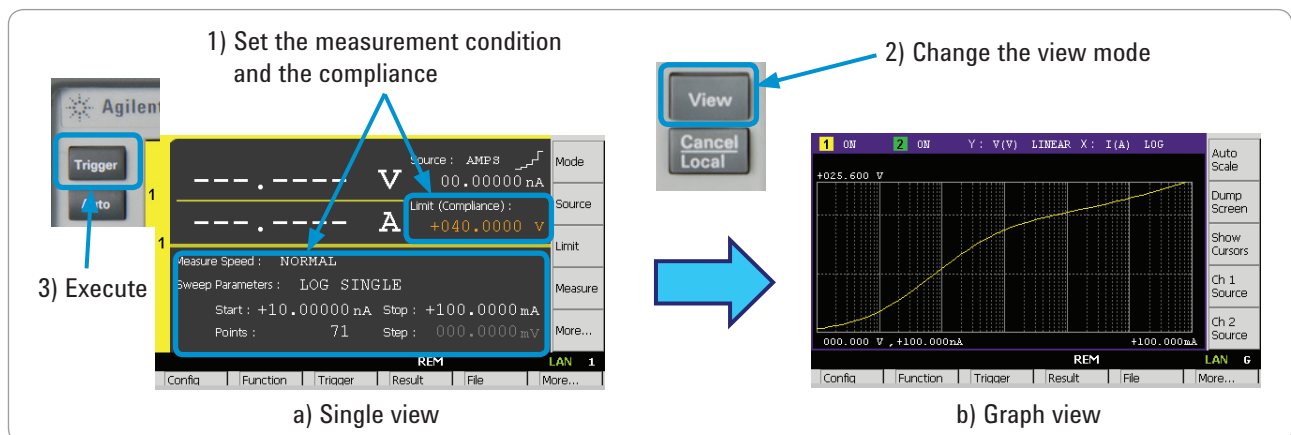 1) Set the measurement condition
and the compliance
2) Change the view mode
Agilent
Trigger
Auto
3) Execute
1
1
---.---- V
Source : AMPS
00.00000 nA
---.---- A
Limit (Compliance) :
+040.0000 V
Measure Speed : NORMAL
Sweep Parameters : LOG SINGLE
Start : +10.00000 nA Stop : +100.0000 mA
Points : 71 Step : 000.0000 mV
Mode
Source
Limit
Measure
More...
REM LAN 1
Config Function Trigger Result File More...
a) Single view
View
Cancel
Local
1 ON 2 ON Y : V(V) LINEAR X : I(A) LOG
+025.600 V
000.000 V ,+100.000nA +100.000mA
Auto
Scale
Dump
Screen
Show
Cursors
Ch 1
Source
Ch 2
Source
REM LAN G
Config Function Trigger Result File More...
b) Graph view